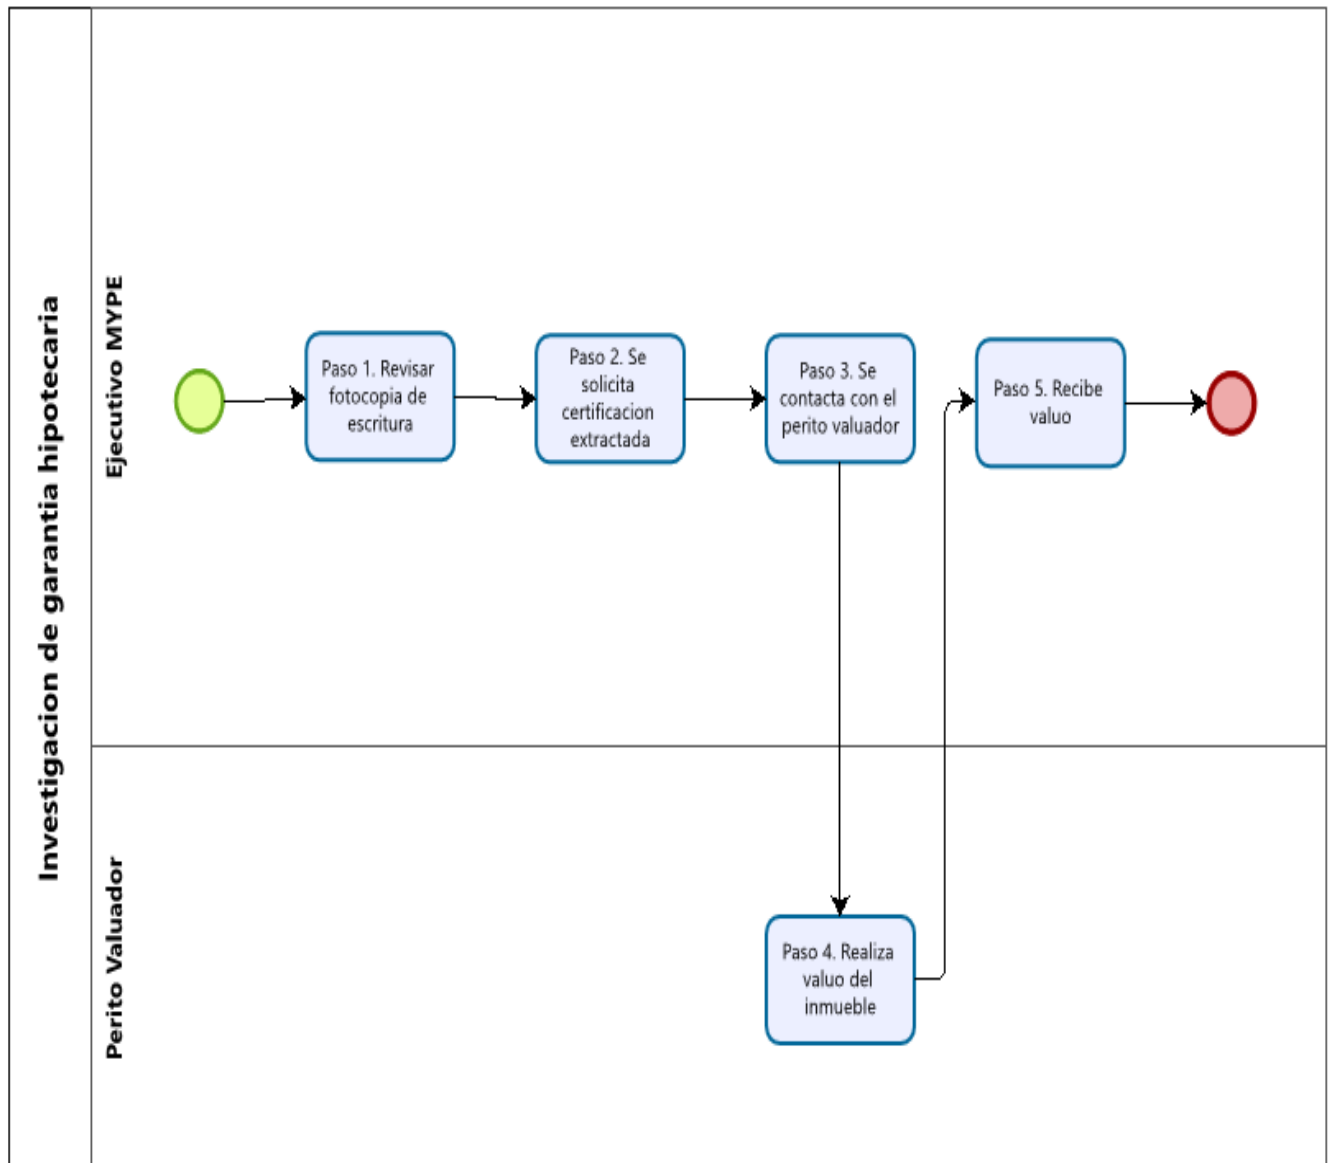 Investigacion de garantia hipotecaria
Ejecutivo MYPE
Paso 1. Revisar
fotocopia de
escritura
Paso 2. Se
solicita
certificacion
extractada
Paso 3. Se
contacta con el
perito valuador
Paso 5. Recibe
valuo
Perito Valuador
Paso 4. Realiza
valuo del
inmueble